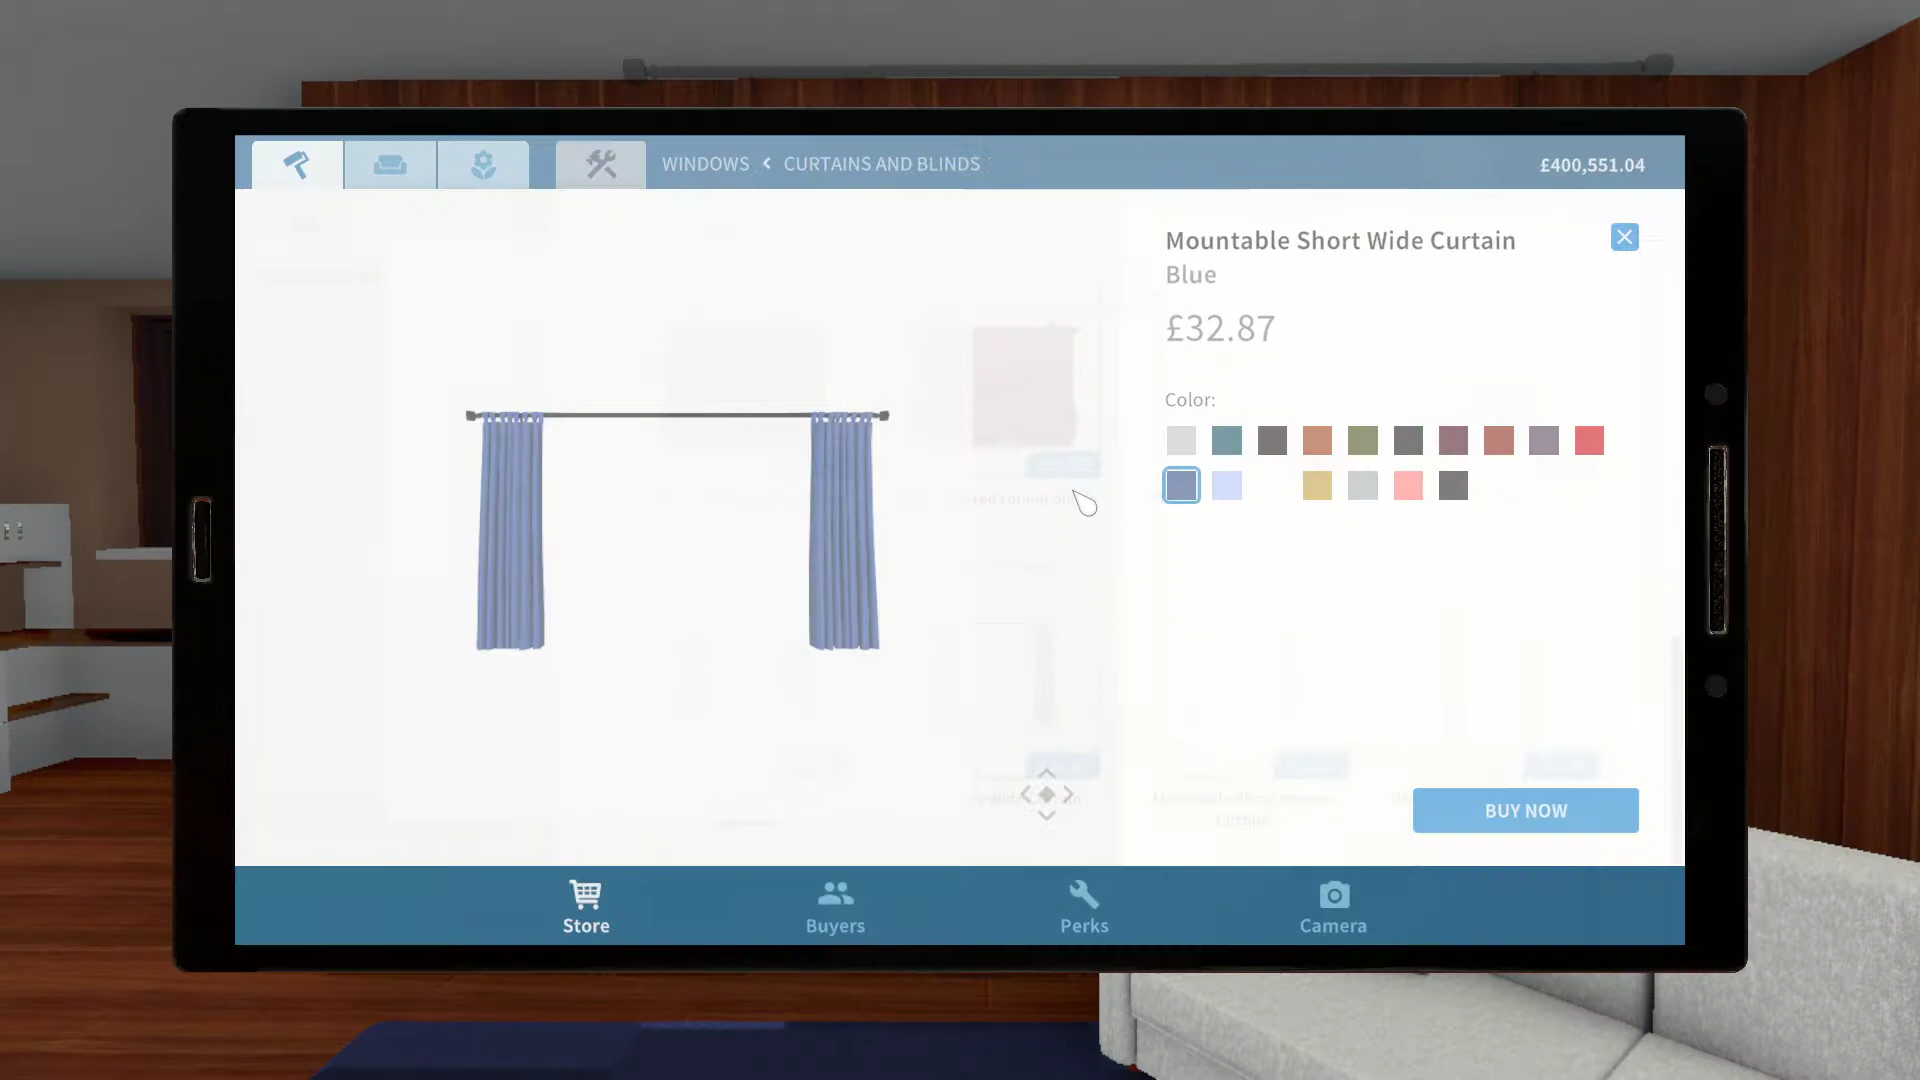 WINDOWS < CURTAINS AND BLINDS
£400,551.04
Mountable Short Wide Curtain
Blue
£32.87
Color:
BUY NOW
Store
Buyers
Perks
Camera